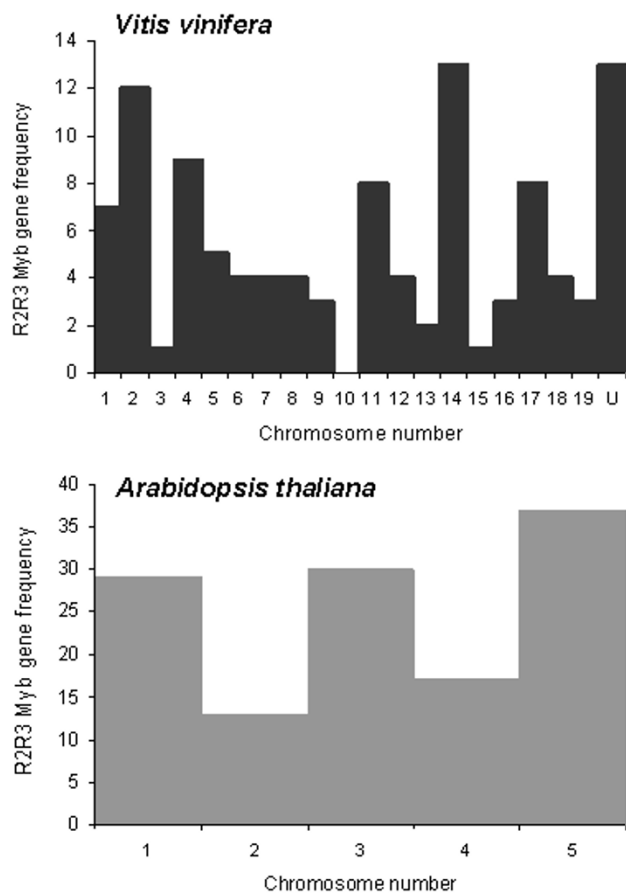 Vitis vinifera
R2R3 Myb gene frequency
14
12
10
8
6
4
2
0
1 2 3 4 5 6 7 8 9 10 11 12 13 14 15 16 17 18 19 U
Chromosome number
Arabidopsis thaliana
R2R3 Myb gene frequency
40
35
30
25
20
15
10
5
0
1 2 3 4 5
Chromosome number